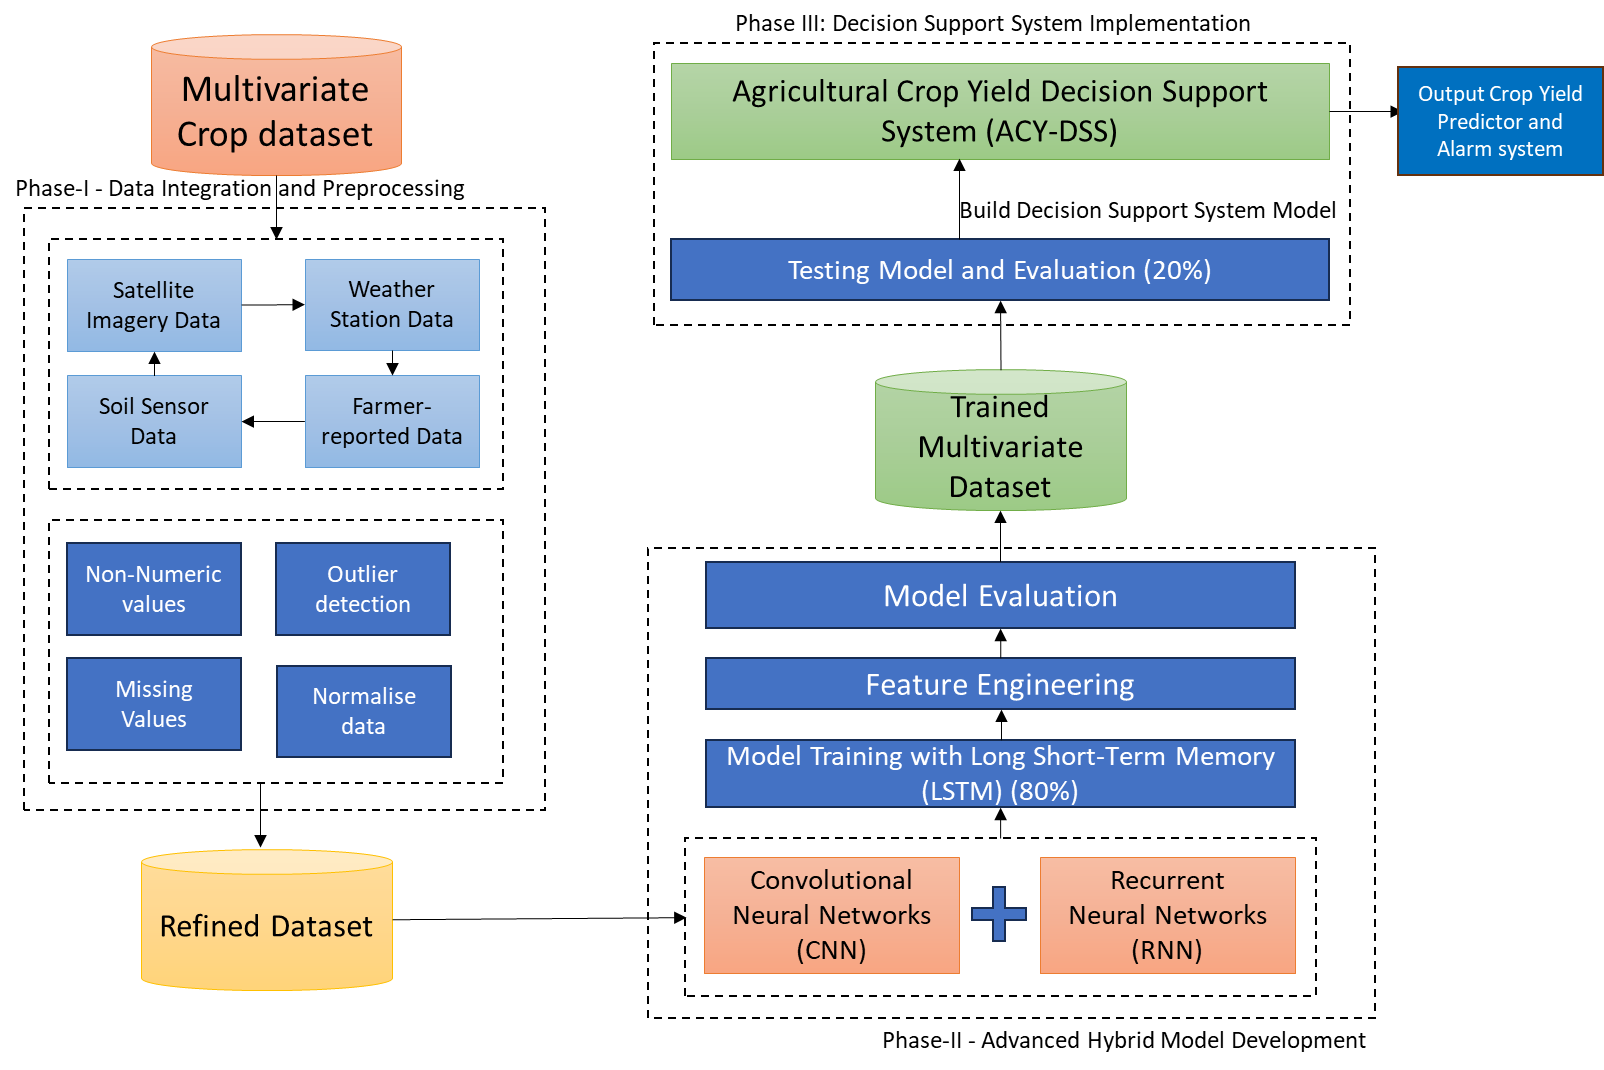 Multivariate
Crop dataset
Phase-I - Data Integration and Preprocessing
Satellite
Imagery Data
Weather
Station Data
Soil Sensor
Data
Farmer-
reported Data
Non-Numeric
values
Outlier
detection
Missing
Values
Normalise
data
Refined Dataset
Phase III: Decision Support System Implementation
Agricultural Crop Yield Decision Support
System (ACY-DSS)
Output Crop Yield
Predictor and
Alarm system
Build Decision Support System Model
Testing Model and Evaluation (20%)
Trained
Multivariate
Dataset
Model Evaluation
Feature Engineering
Model Training with Long Short-Term Memory
(LSTM) (80%)
Convolutional
Neural Networks
(CNN)
Recurrent
Neural Networks
(RNN)
Phase-II - Advanced Hybrid Model Development